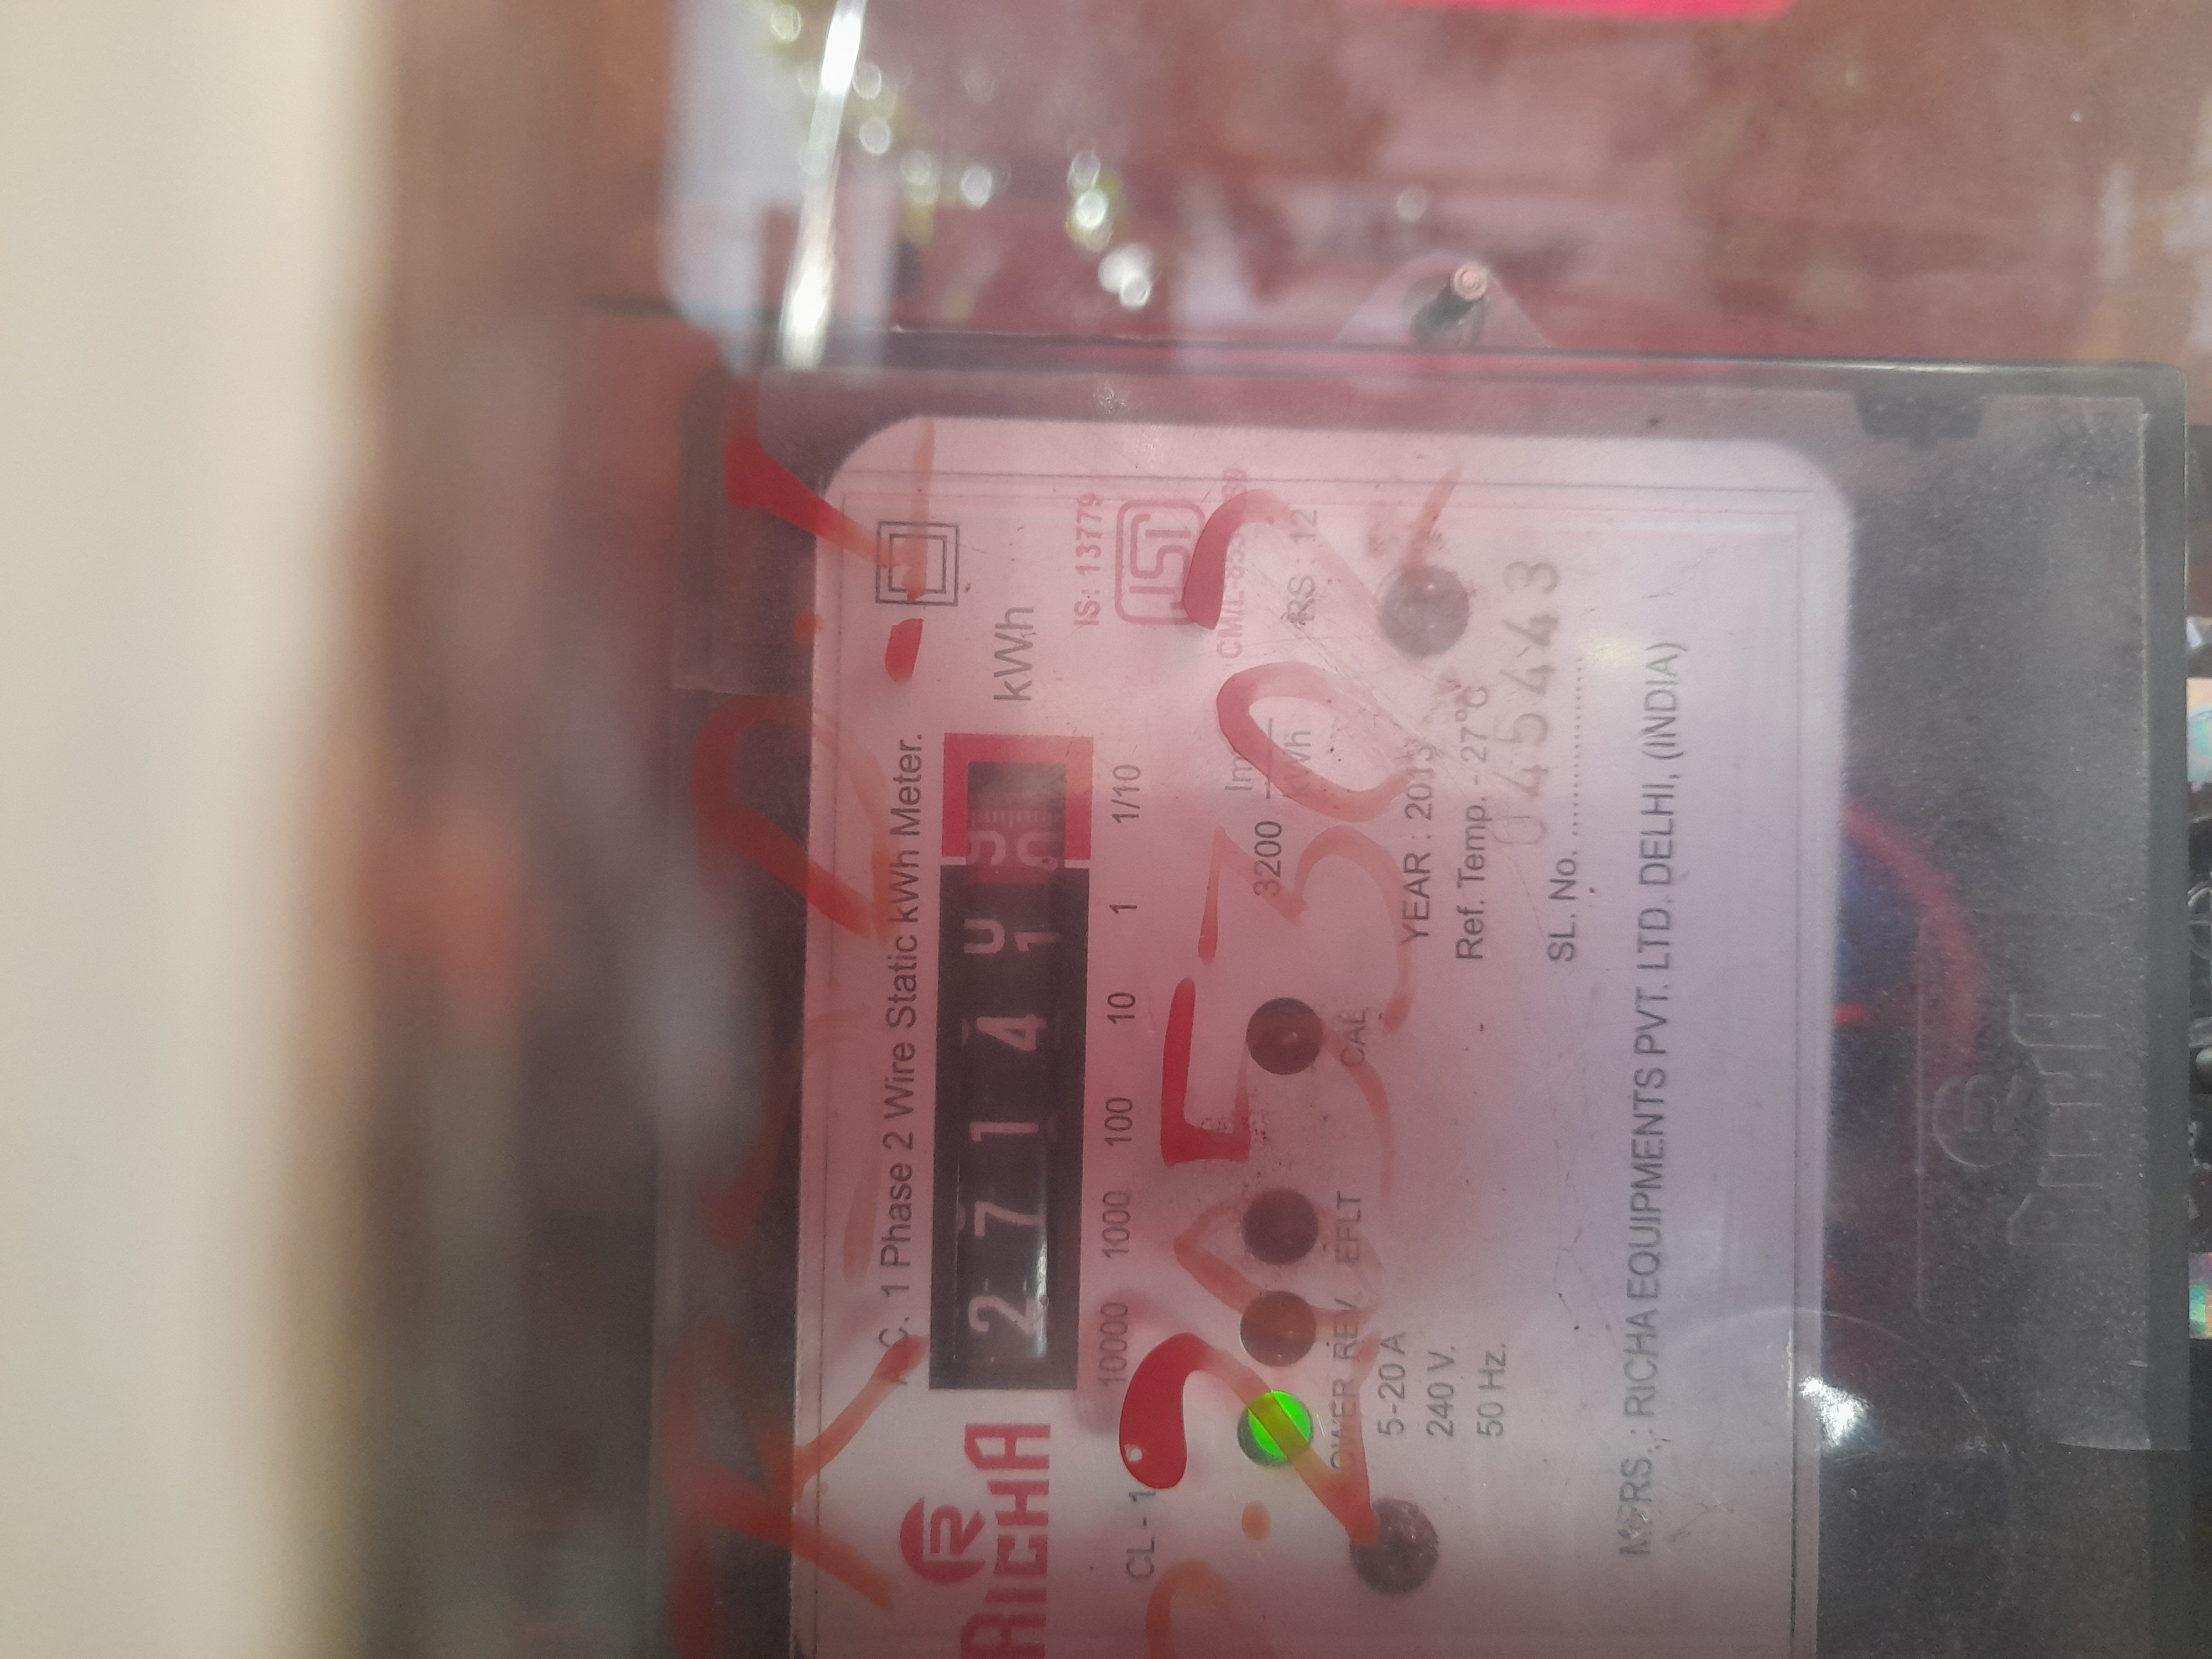 A.C. 1 Phase 2 Wire Static kWh Meter.
RICHA
2 7 1 4
kWh
10000 1000 100 10 1 1/10
IS: 13779
ISI
CL - 1
3200 Imp
kWh
RS : 12
POWER REV EFLT CAL
5-20 A
240 V.
50 Hz.
YEAR : 2013
Ref. Temp. - 27°C
045443
SL. No.
MFRS. : RICHA EQUIPMENTS PVT. LTD. DELHI, (INDIA)